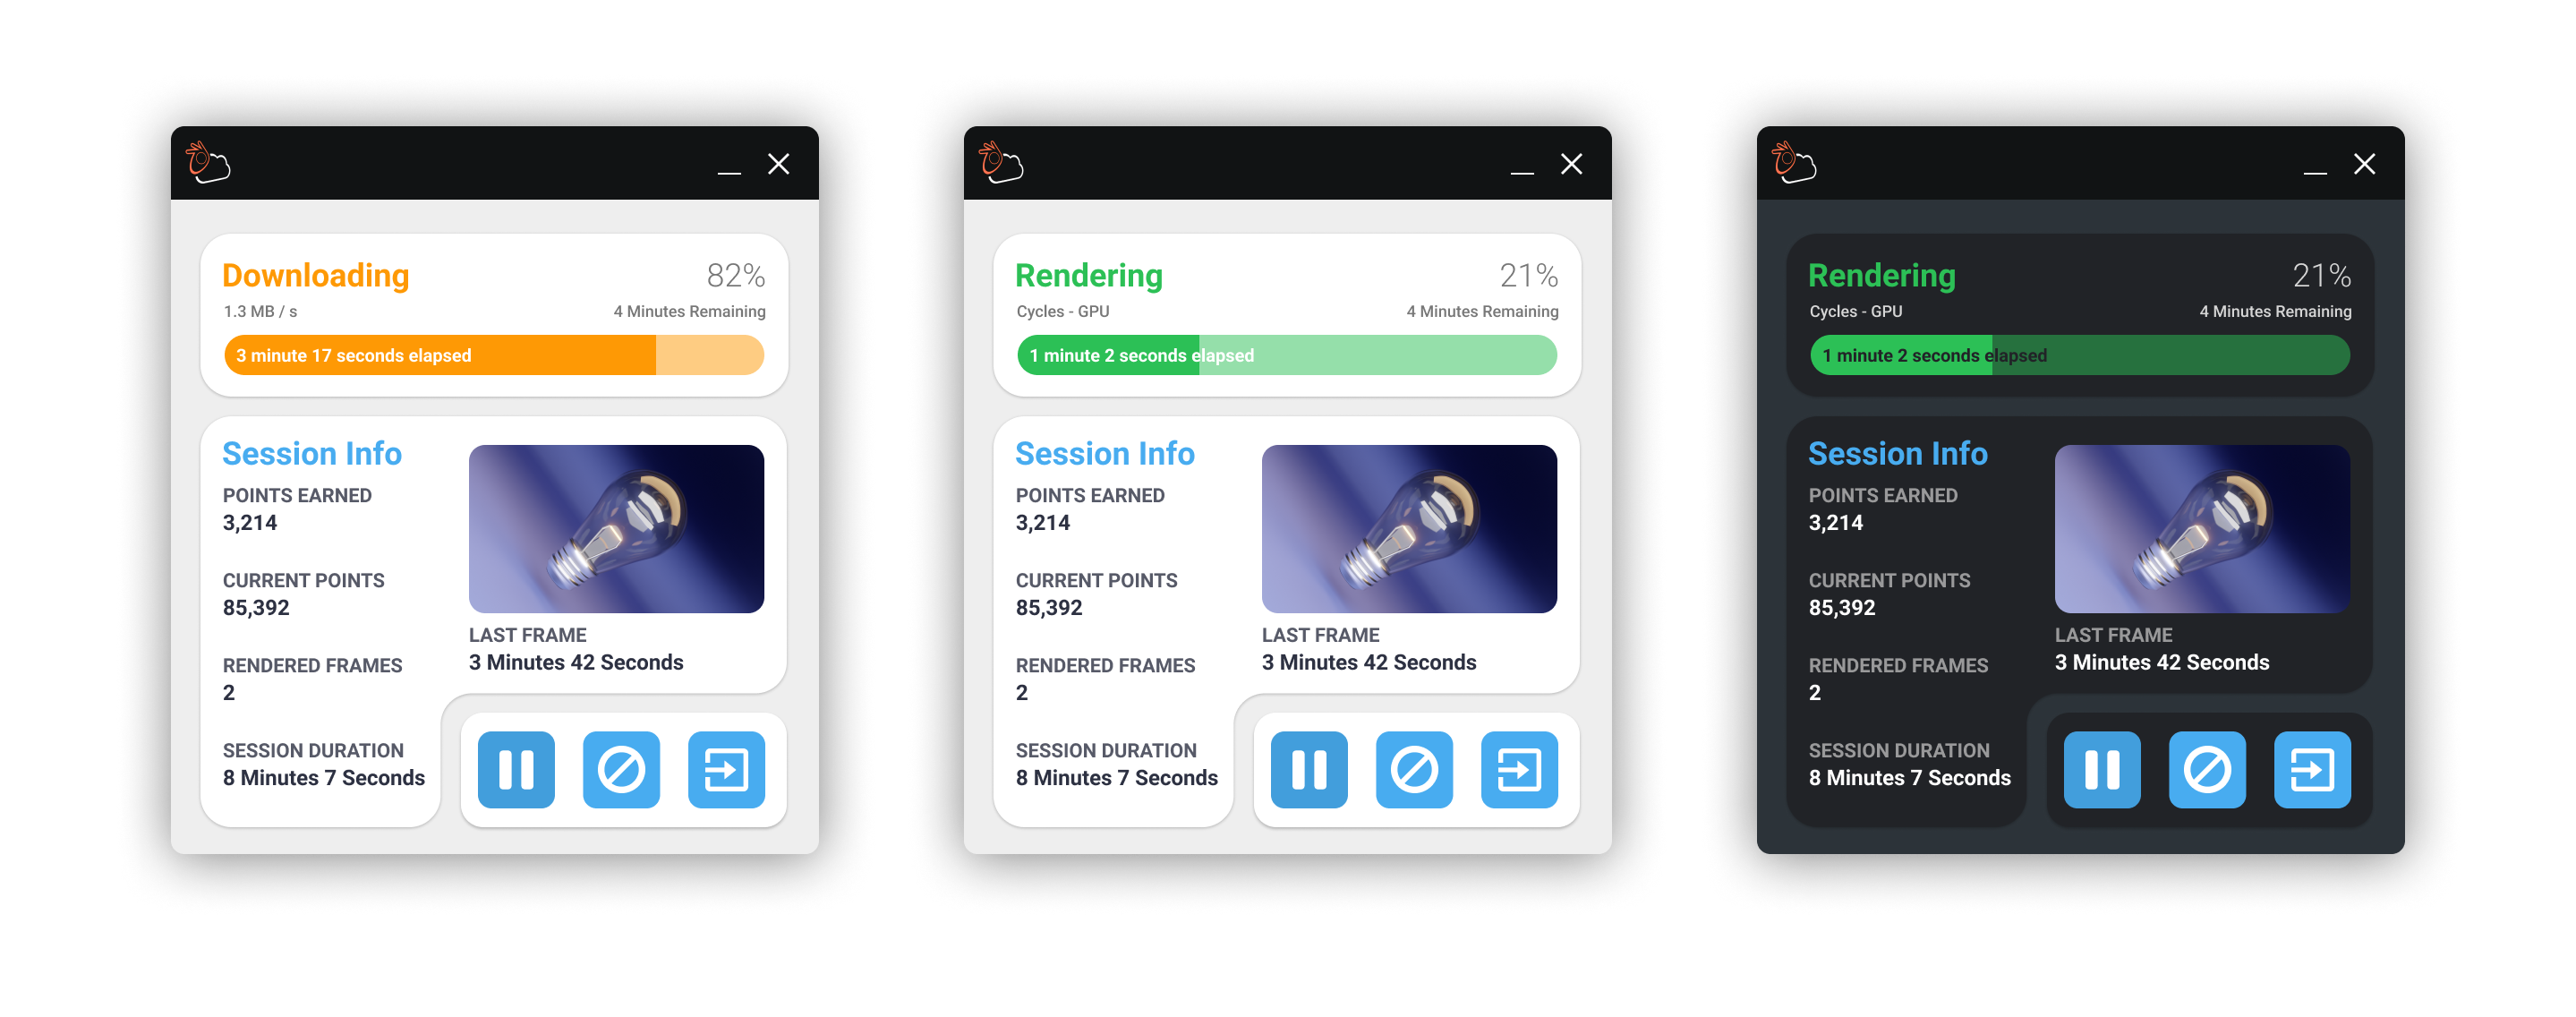 Downloading
82%
1.3 MB / s
4 Minutes Remaining
3 minute 17 seconds elapsed
Session Info
POINTS EARNED
3,214
CURRENT POINTS
85,392
RENDERED FRAMES
2
SESSION DURATION
8 Minutes 7 Seconds
LAST FRAME
3 Minutes 42 Seconds
Rendering
21%
Cycles - GPU
4 Minutes Remaining
1 minute 2 seconds elapsed
Session Info
POINTS EARNED
3,214
CURRENT POINTS
85,392
RENDERED FRAMES
2
SESSION DURATION
8 Minutes 7 Seconds
LAST FRAME
3 Minutes 42 Seconds
Rendering
21%
Cycles - GPU
4 Minutes Remaining
1 minute 2 seconds elapsed
Session Info
POINTS EARNED
3,214
CURRENT POINTS
85,392
RENDERED FRAMES
2
SESSION DURATION
8 Minutes 7 Seconds
LAST FRAME
3 Minutes 42 Seconds